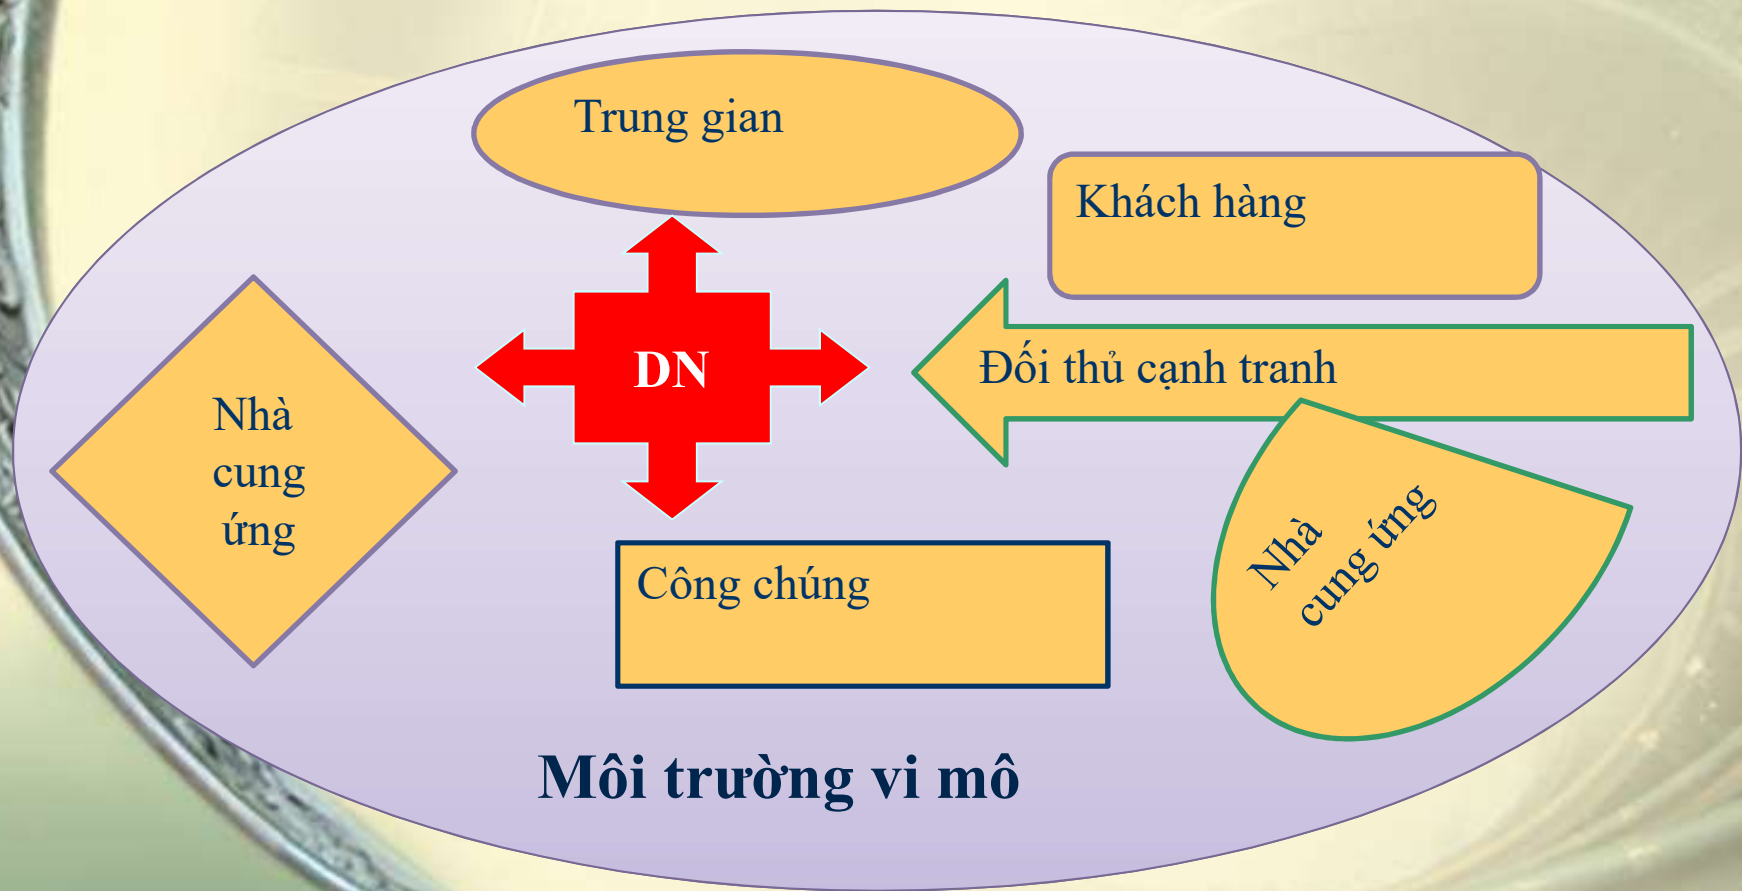 Trung gian
Khách hàng
DN
Đối thủ cạnh tranh
Nhà
cung
ứng
Nhà
cung ứng
Công chúng
Môi trường vi mô